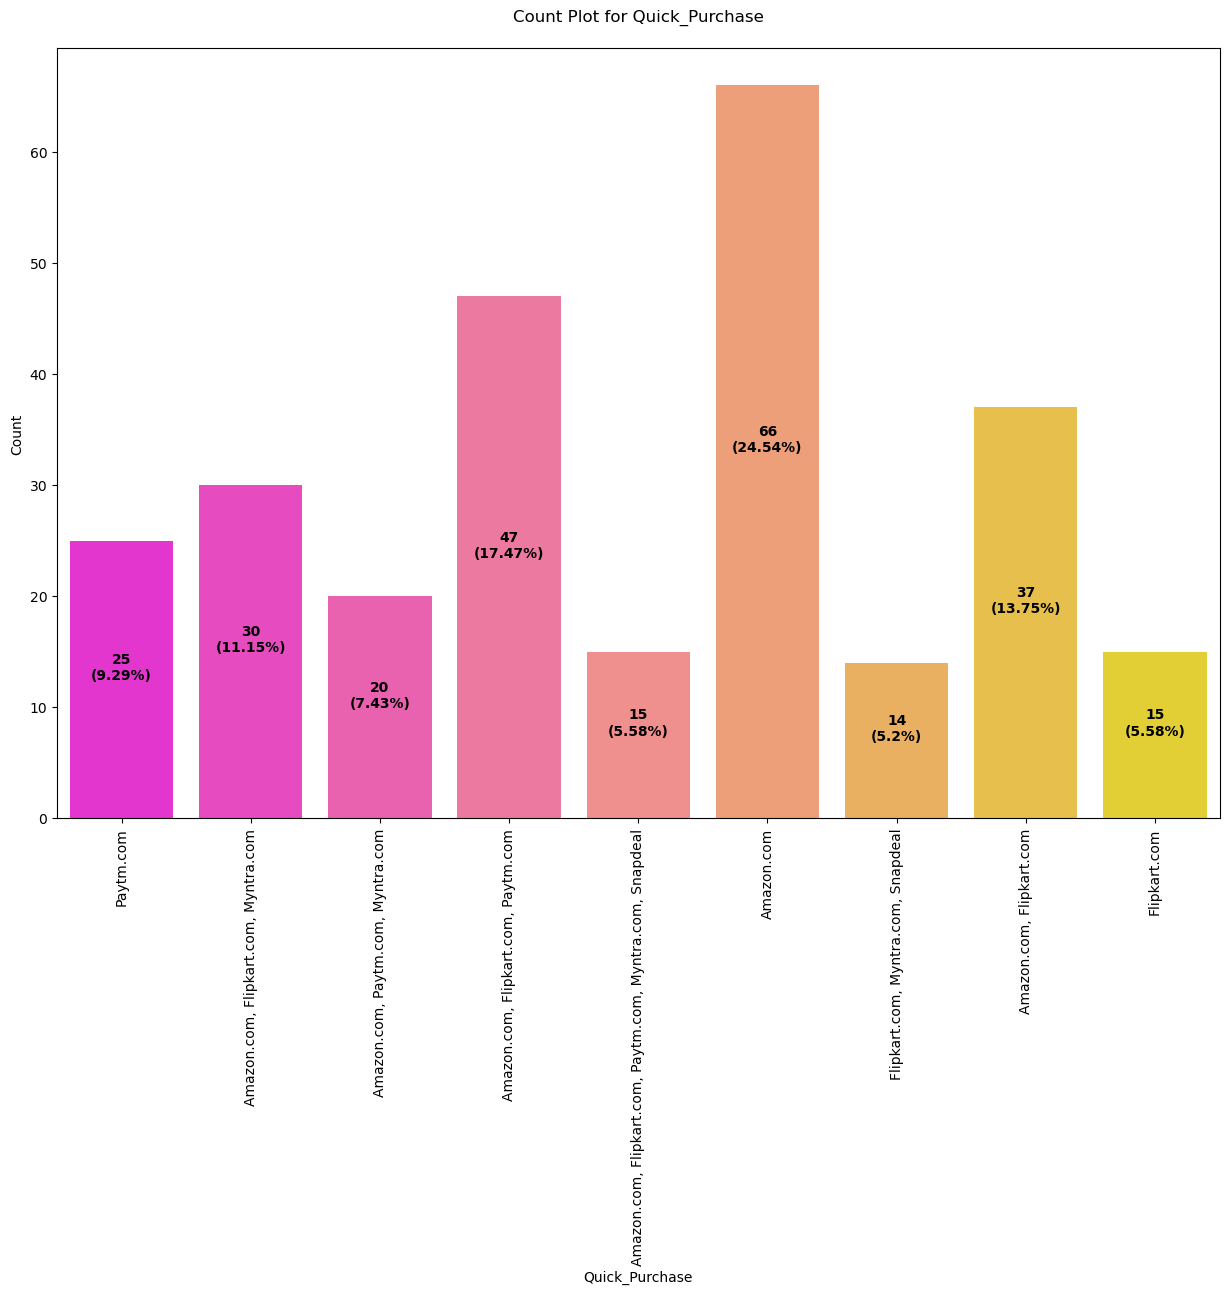 Count Plot for Quick_Purchase
Count
60
50
40
30
20
10
0
25
(9.29%)
30
(11.15%)
20
(7.43%)
47
(17.47%)
15
(5.58%)
66
(24.54%)
14
(5.2%)
37
(13.75%)
15
(5.58%)
Paytm.com
Amazon.com, Flipkart.com, Myntra.com
Amazon.com, Paytm.com, Myntra.com
Amazon.com, Flipkart.com, Paytm.com
Amazon.com, Flipkart.com, Paytm.com, Myntra.com, Snapdeal
Amazon.com
Flipkart.com, Myntra.com, Snapdeal
Amazon.com, Flipkart.com
Flipkart.com
Quick_Purchase